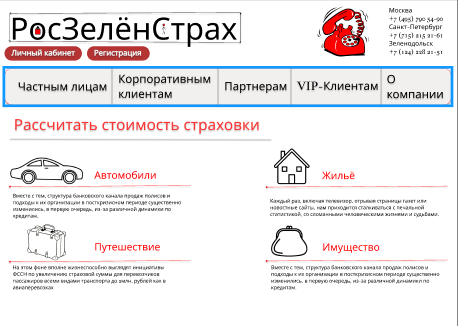 РосЗелёнСтрах
Москва
+7 (495) 790 54-90
Санкт-Петербург
+7 (715) 215 21-61
Зеленодольск
+7 (124) 228 21-51
Личный кабинет
Регистрация
Частным лицам
Корпоративным
клиентам
Партнерам
VIP-Клиентам
О
компании
Рассчитать стоимость страховки
Автомобили
Вместе с тем, структура банковского канала продаж полисов и
подходы к их организации в посткризисном периоде существенно
изменились, в первую очередь, из-за различной динамики по
кредитам.
Жильё
Каждый раз, включая телевизор, открывая страницы газет или
новостные сайты, нам приходится сталкиваться с печальной
статистикой, со сломанными человеческими жизнями и судьбами.
Путешествие
На этом фоне вполне жизнеспособно выглядят инициативы
ФССН по увеличению страховой суммы для перевозчиков
пассажиров всеми видами транспорта до 2млн. рублей как в
авиаперевозках
Имущество
Вместе с тем, структура банковского канала продаж полисов и
подходы к их организации в посткризисном периоде существенно
изменились, в первую очередь, из-за различной динамики по
кредитам.